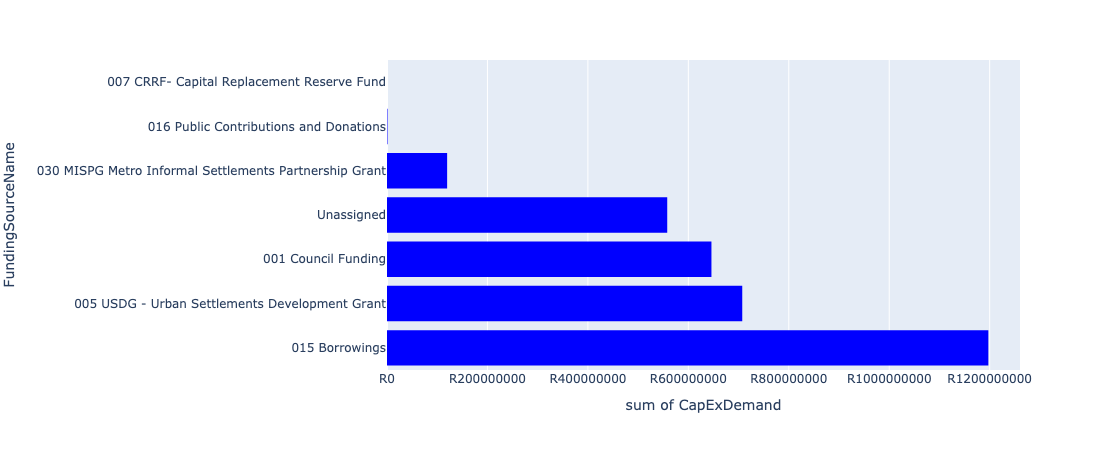 007 CRRF- Capital Replacement Reserve Fund
016 Public Contributions and Donations
030 MISPG Metro Informal Settlements Partnership Grant
Unassigned
001 Council Funding
005 USDG - Urban Settlements Development Grant
015 Borrowings
FundingSourceName
R0
R200000000
R400000000
R600000000
R800000000
R1000000000
R1200000000
sum of CapExDemand